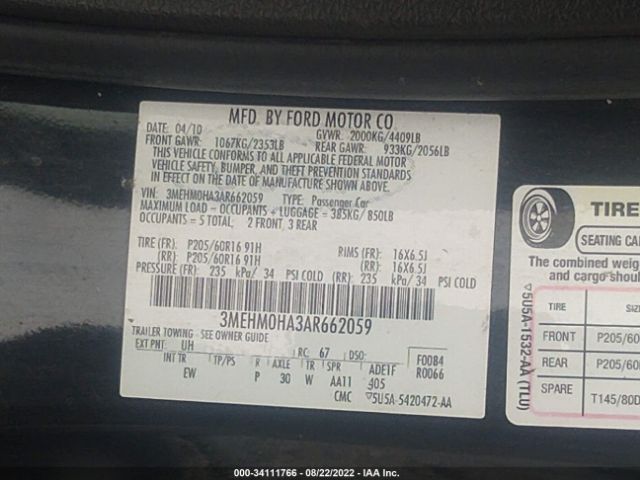 MFD. BY FORD MOTOR CO.
DATE: 04/10 GVWR: 2000KG/4409LB
FRONT GAWR: 1067KG/2353LB REAR GAWR: 933KG/2056LB
THIS VEHICLE CONFORMS TO ALL APPLICABLE FEDERAL MOTOR
VEHICLE SAFETY, BUMPER, AND THEFT PREVENTION STANDARDS
IN EFFECT ON THE DATE OF MANUFACTURE SHOWN ABOVE.
VIN: 3MEHM0HA3AR662059 TYPE: Passenger Car
MAXIMUM LOAD = OCCUPANTS + LUGGAGE = 385KG/850LB
OCCUPANTS = 5 TOTAL 2 FRONT, 3 REAR
TIRE (FR): P205/60R16 91H RIMS (FR): 16X6.5J
(RR): P205/60R16 91H (RR): 16X6.5J
PRESSURE (FR): 235 kPa/ 34 PSI COLD (RR): 235 kPa/ 34 PSI COLD
3MEHM0HA3AR662059
TRAILER TOWING - SEE OWNER GUIDE
EXT PNT: UH RC: 67 DSO: F00B4
R0066
INT TR TP/PS R AXLE TR SPR ADETF
EW P 30 W AA11 405
CMC ▽5U5A-5420472-AA
TIRE
SEATING CA
The combined weig
and cargo shou
TIRE SIZ
FRONT P205/60
REAR P205/60
SPARE T145/80D
▽5U5A-1532-AA (TLU)
000-34111766 - 08/22/2022 - IAA Inc.